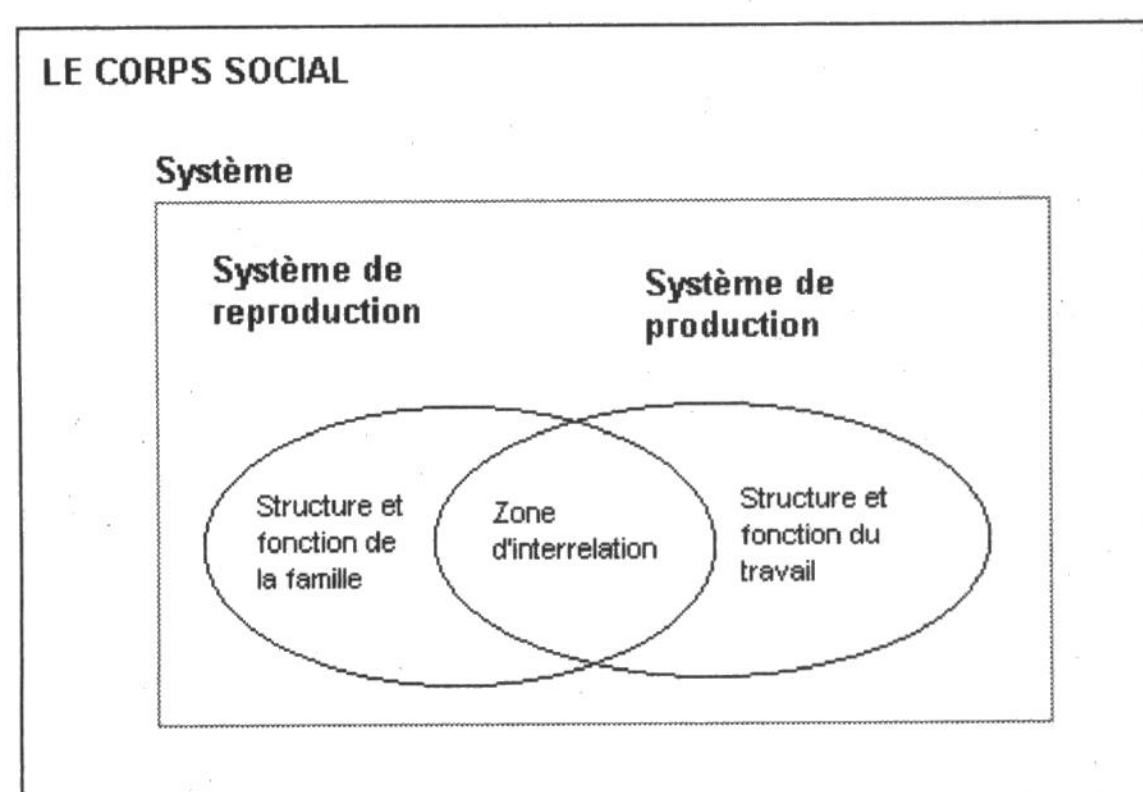 LE CORPS SOCIAL
Système
Système de
reproduction
Système de
production
Structure et
fonction de
la famille
Zone
d'interrelation
Structure et
fonction du
travail